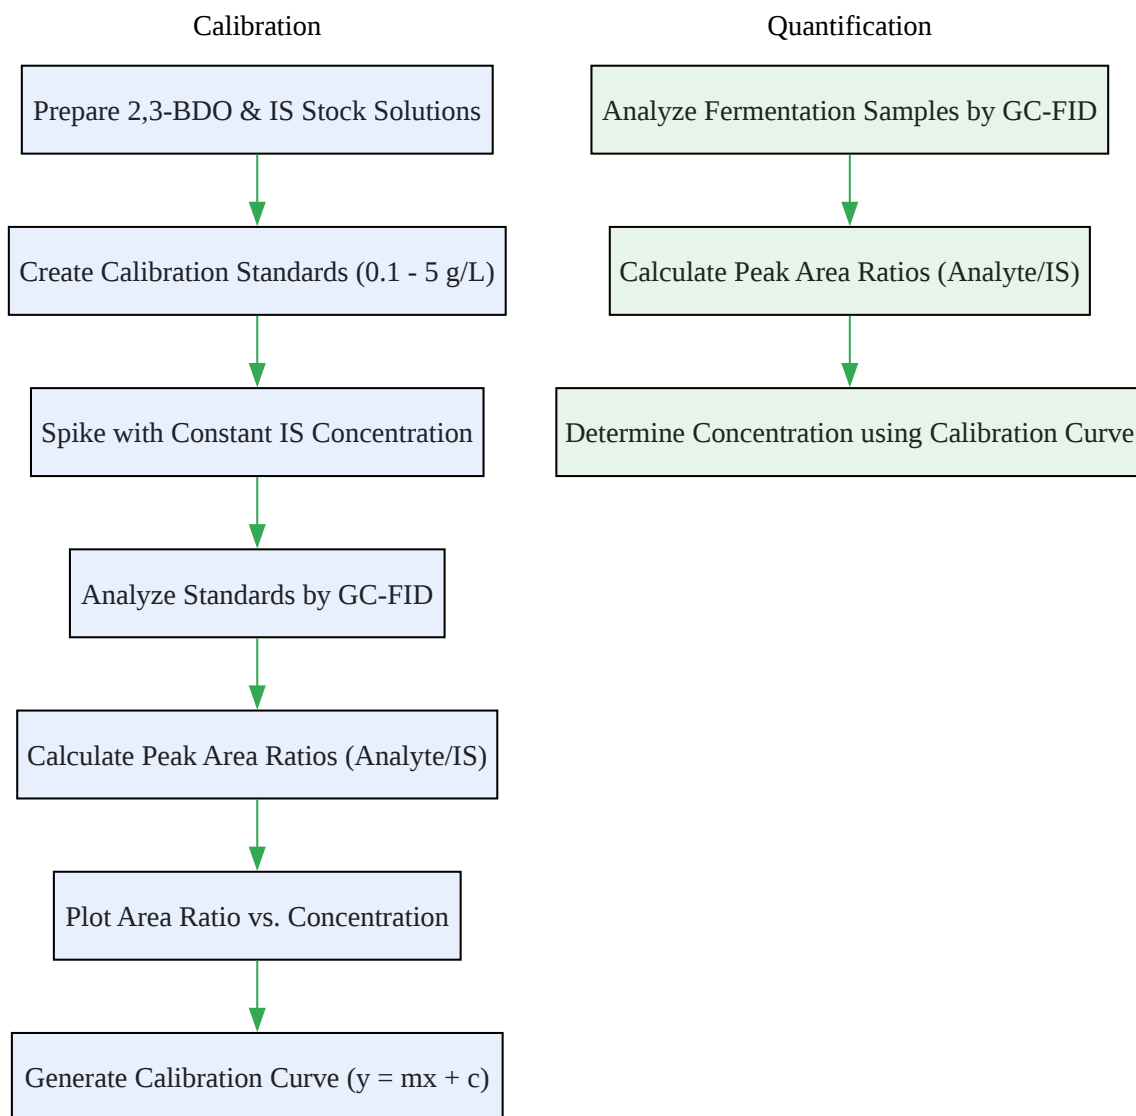 Calibration
Prepare 2,3-BDO & IS Stock Solutions
Create Calibration Standards (0.1 - 5 g/L)
Spike with Constant IS Concentration
Analyze Standards by GC-FID
Calculate Peak Area Ratios (Analyte/IS)
Plot Area Ratio vs. Concentration
Generate Calibration Curve (y = mx + c)
Quantification
Analyze Fermentation Samples by GC-FID
Calculate Peak Area Ratios (Analyte/IS)
Determine Concentration using Calibration Curve